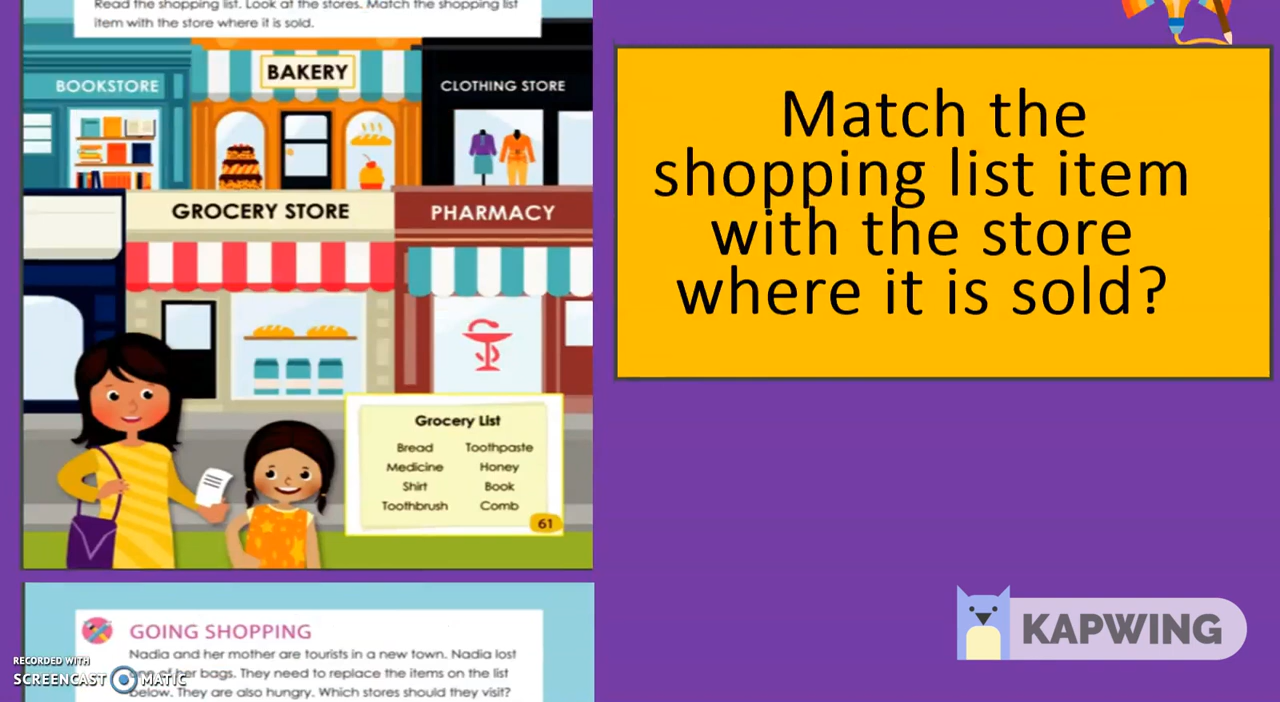 Read the shopping list. Look at the stores. Match the shopping list
item with the store where it is sold.
BOOKSTORE
BAKERY
CLOTHING STORE
GROCERY STORE
PHARMACY
Grocery List
Bread Toothpaste
Medicine Honey
Shirt Book
Toothbrush Comb
61
GOING SHOPPING
Nadia and her mother are tourists in a new town. Nadia lost
one of her bags. They need to replace the items on the list
below. They are also hungry. Which stores should they visit?
RECORDED WITH
SCREENCAST MATIC
Match the
shopping list item
with the store
where it is sold?
KAPWING